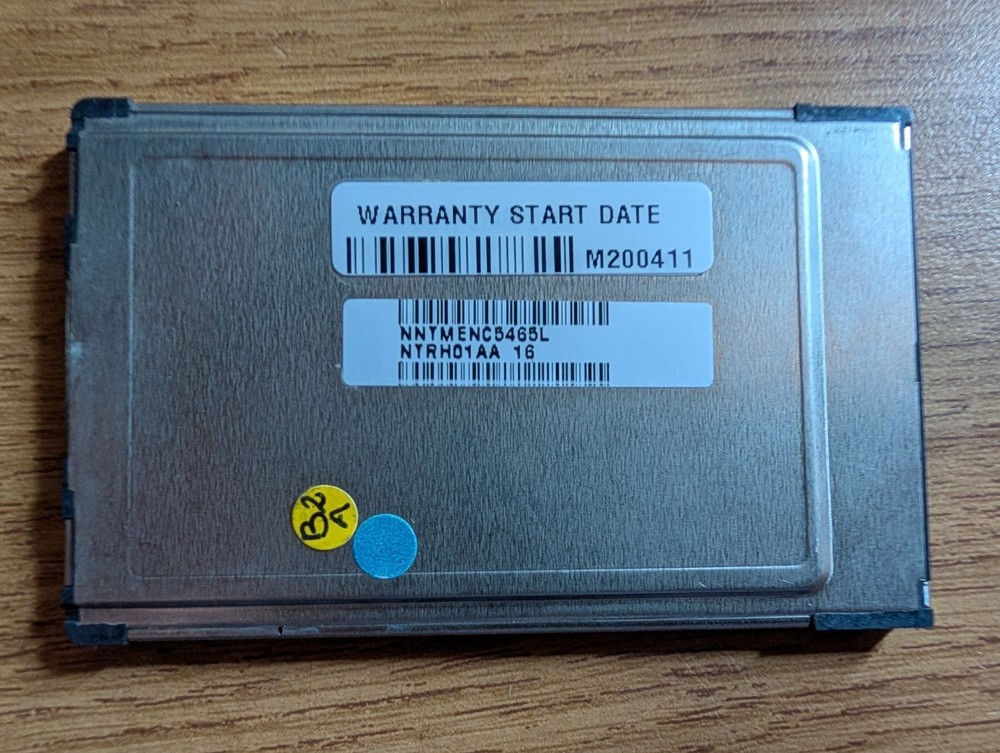 WARRANTY START DATE
M200411
NNTMENC5465L
NTRH01AA 16
B2
A